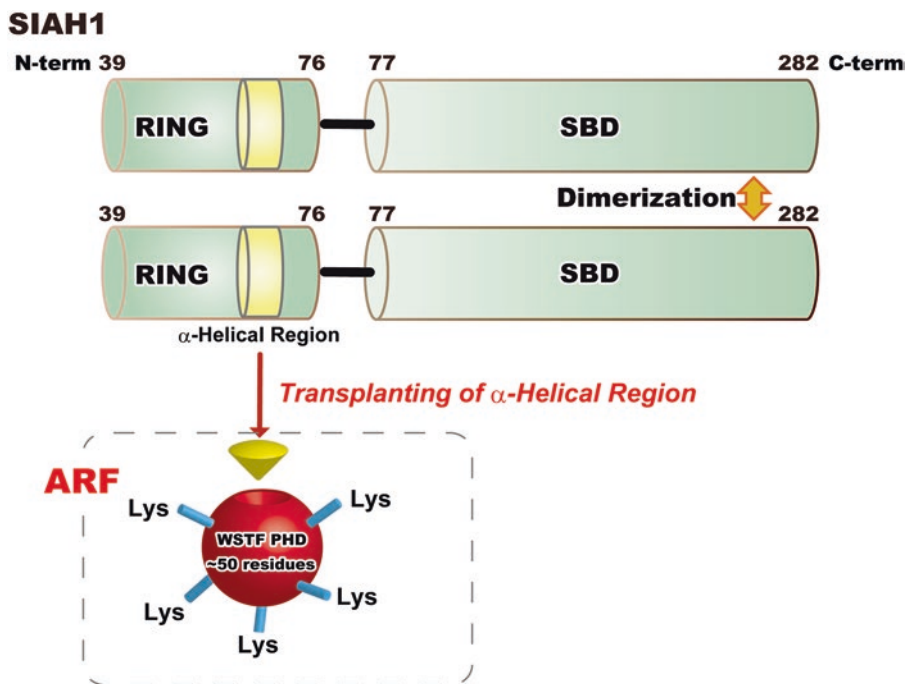 SIAH1
N-term 39 76 77 282 C-term
RING SBD
Dimerization
39 76 77 282
RING SBD
α-Helical Region
Transplanting of α-Helical Region
ARF
Lys Lys
WSTF PHD
~50 residues
Lys Lys
Lys